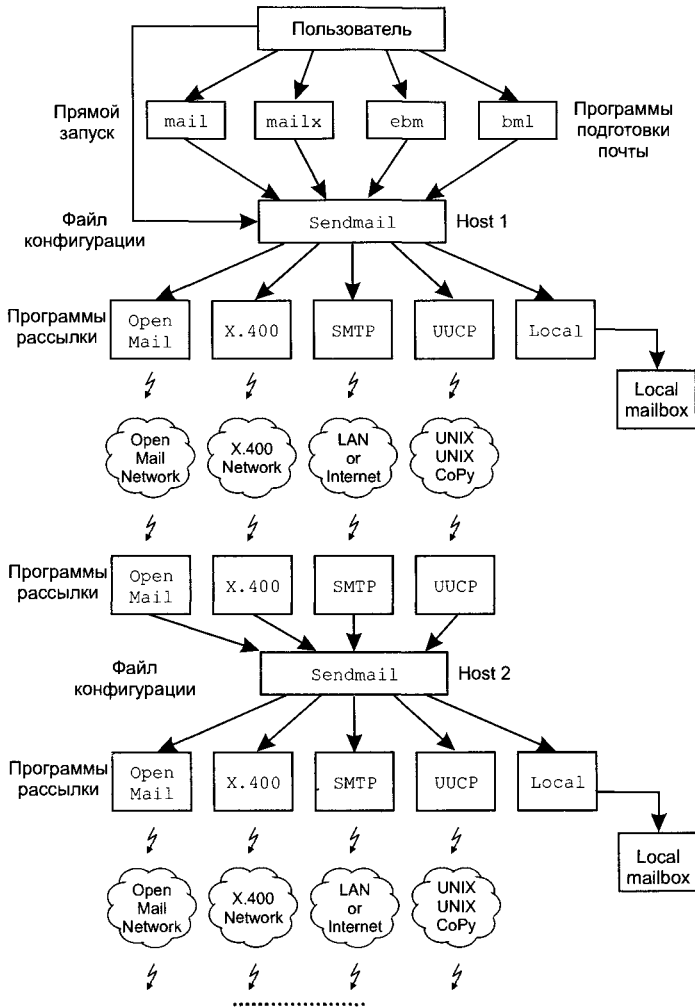 Пользователь
Прямой
запуск
mail
mailx
ebm
bml
Программы
подготовки
почты
Файл
конфигурации
Sendmail
Host 1
Программы
рассылки
Open
Mail
X.400
SMTP
UUCP
Local
Local
mailbox
Open
Mail
Network
X.400
Network
LAN
or
Internet
UNIX
UNIX
CoPy
Программы
рассылки
Open
Mail
X.400
SMTP
UUCP
Файл
конфигурации
Sendmail
Host 2
Программы
рассылки
Open
Mail
X.400
SMTP
UUCP
Local
Local
mailbox
Open
Mail
Network
X.400
Network
LAN
or
Internet
UNIX
UNIX
CoPy